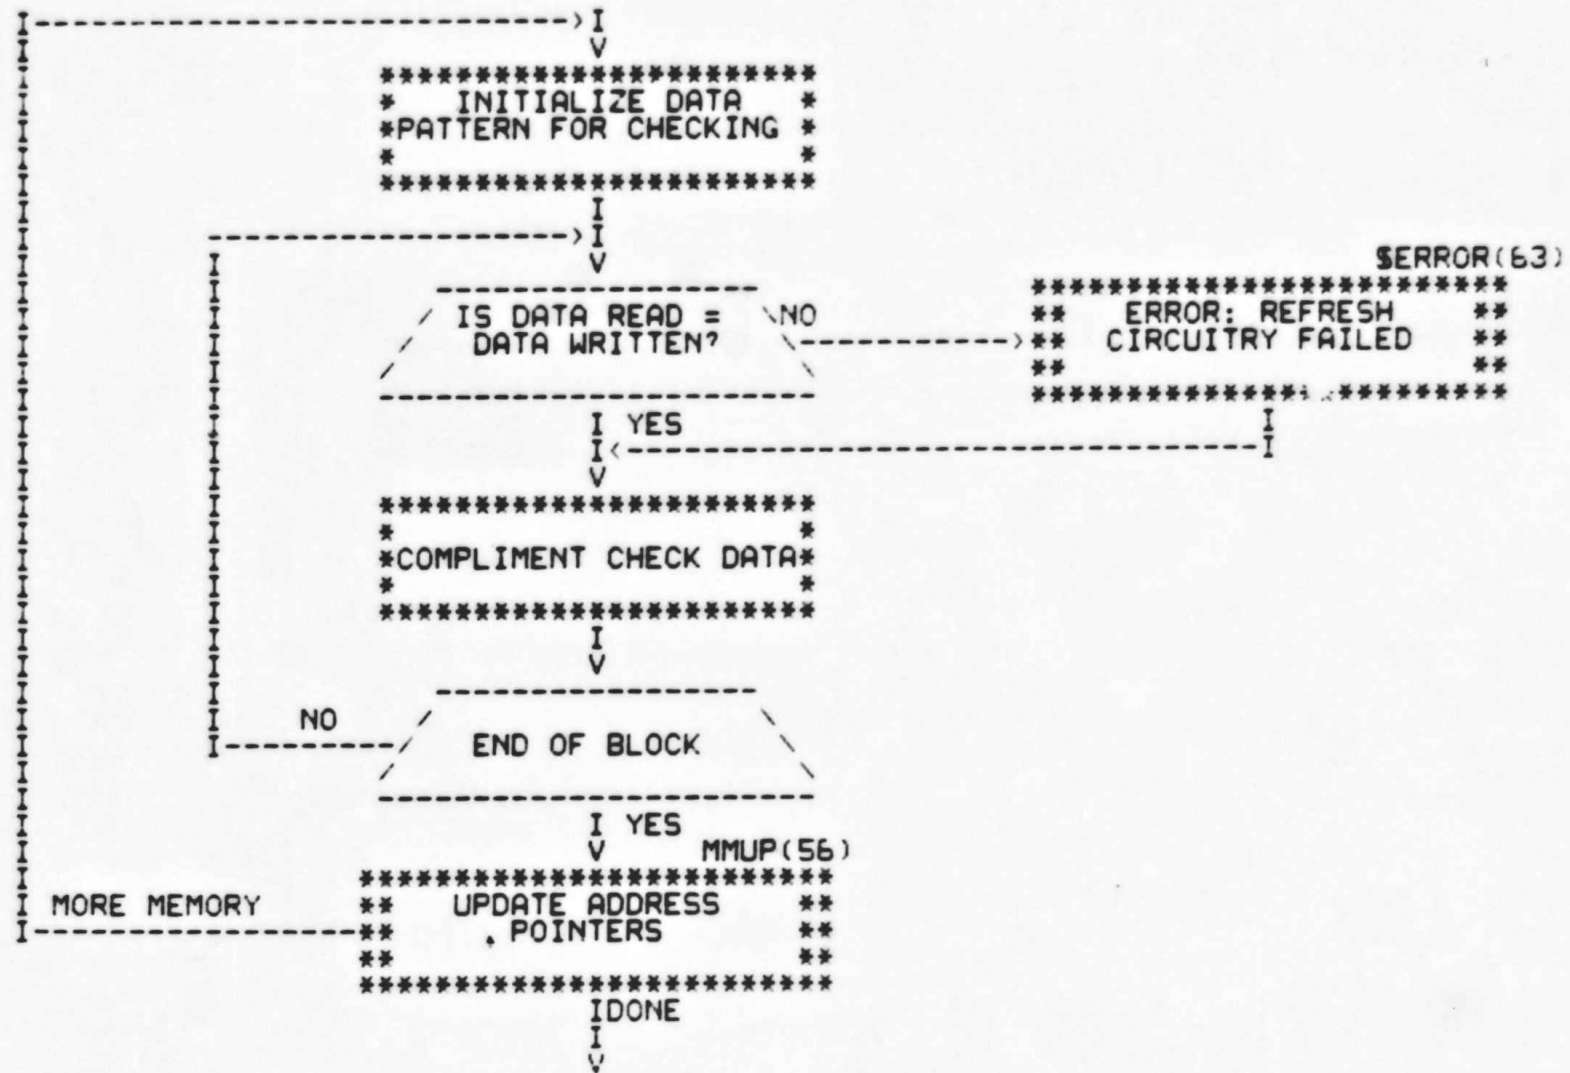 INITIALIZE DATA
PATTERN FOR CHECKING
$ERROR(63)
IS DATA READ =
DATA WRITTEN?
NO
ERROR: REFRESH
CIRCUITRY FAILED
YES
COMPLIMENT CHECK DATA
NO
END OF BLOCK
YES
MMUP(56)
MORE MEMORY
UPDATE ADDRESS
POINTERS
DONE